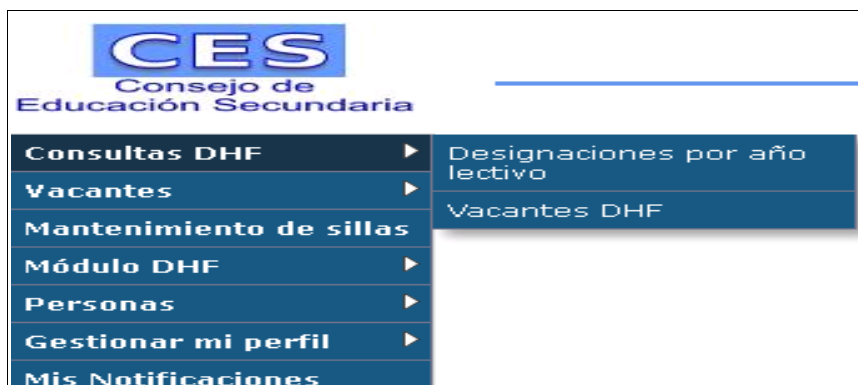 CES
Consejo de
Educación Secundaria
Consultas DHF
Vacantes
Mantenimiento de sillas
Módulo DHF
Personas
Gestionar mi perfil
Mis Notificaciones
Designaciones por año
lectivo
Vacantes DHF